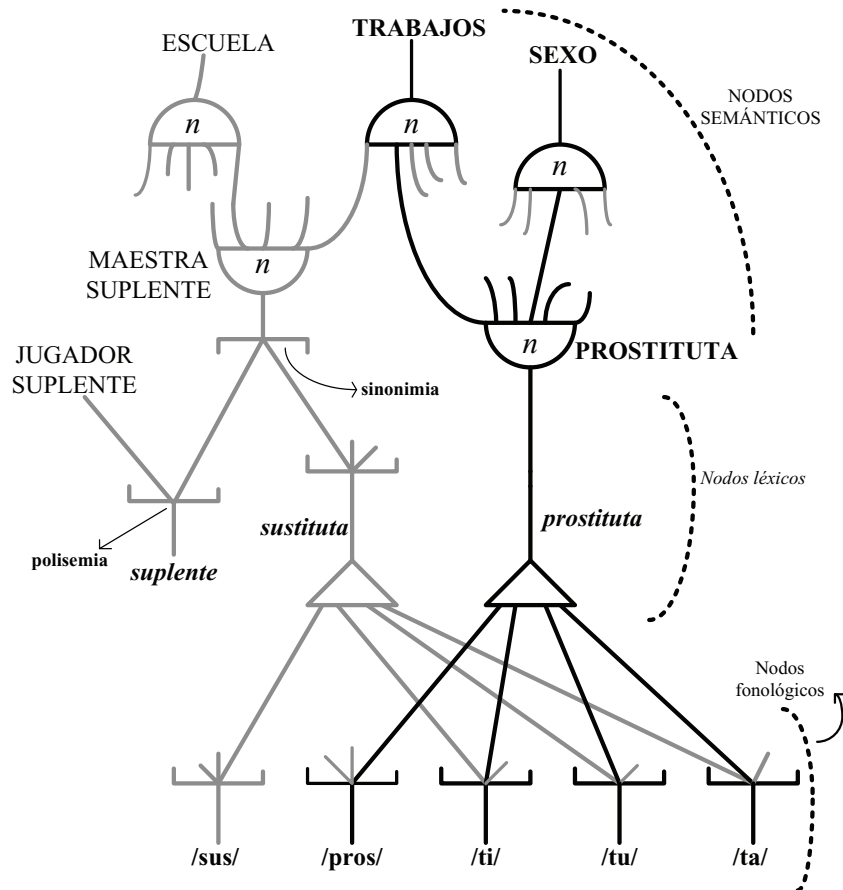 ESCUELA
TRABAJOS
SEXO
NODOS
SEMÁNTICOS
n
n
n
n
n
MAESTRA
SUPLENTE
PROSTITUTA
JUGADOR
SUPLENTE
sinonimia
Nodos léxicos
sustituta
prostituta
polisemia
suplente
Nodos
fonológicos
/sus/
/pros/
/ti/
/tu/
/ta/